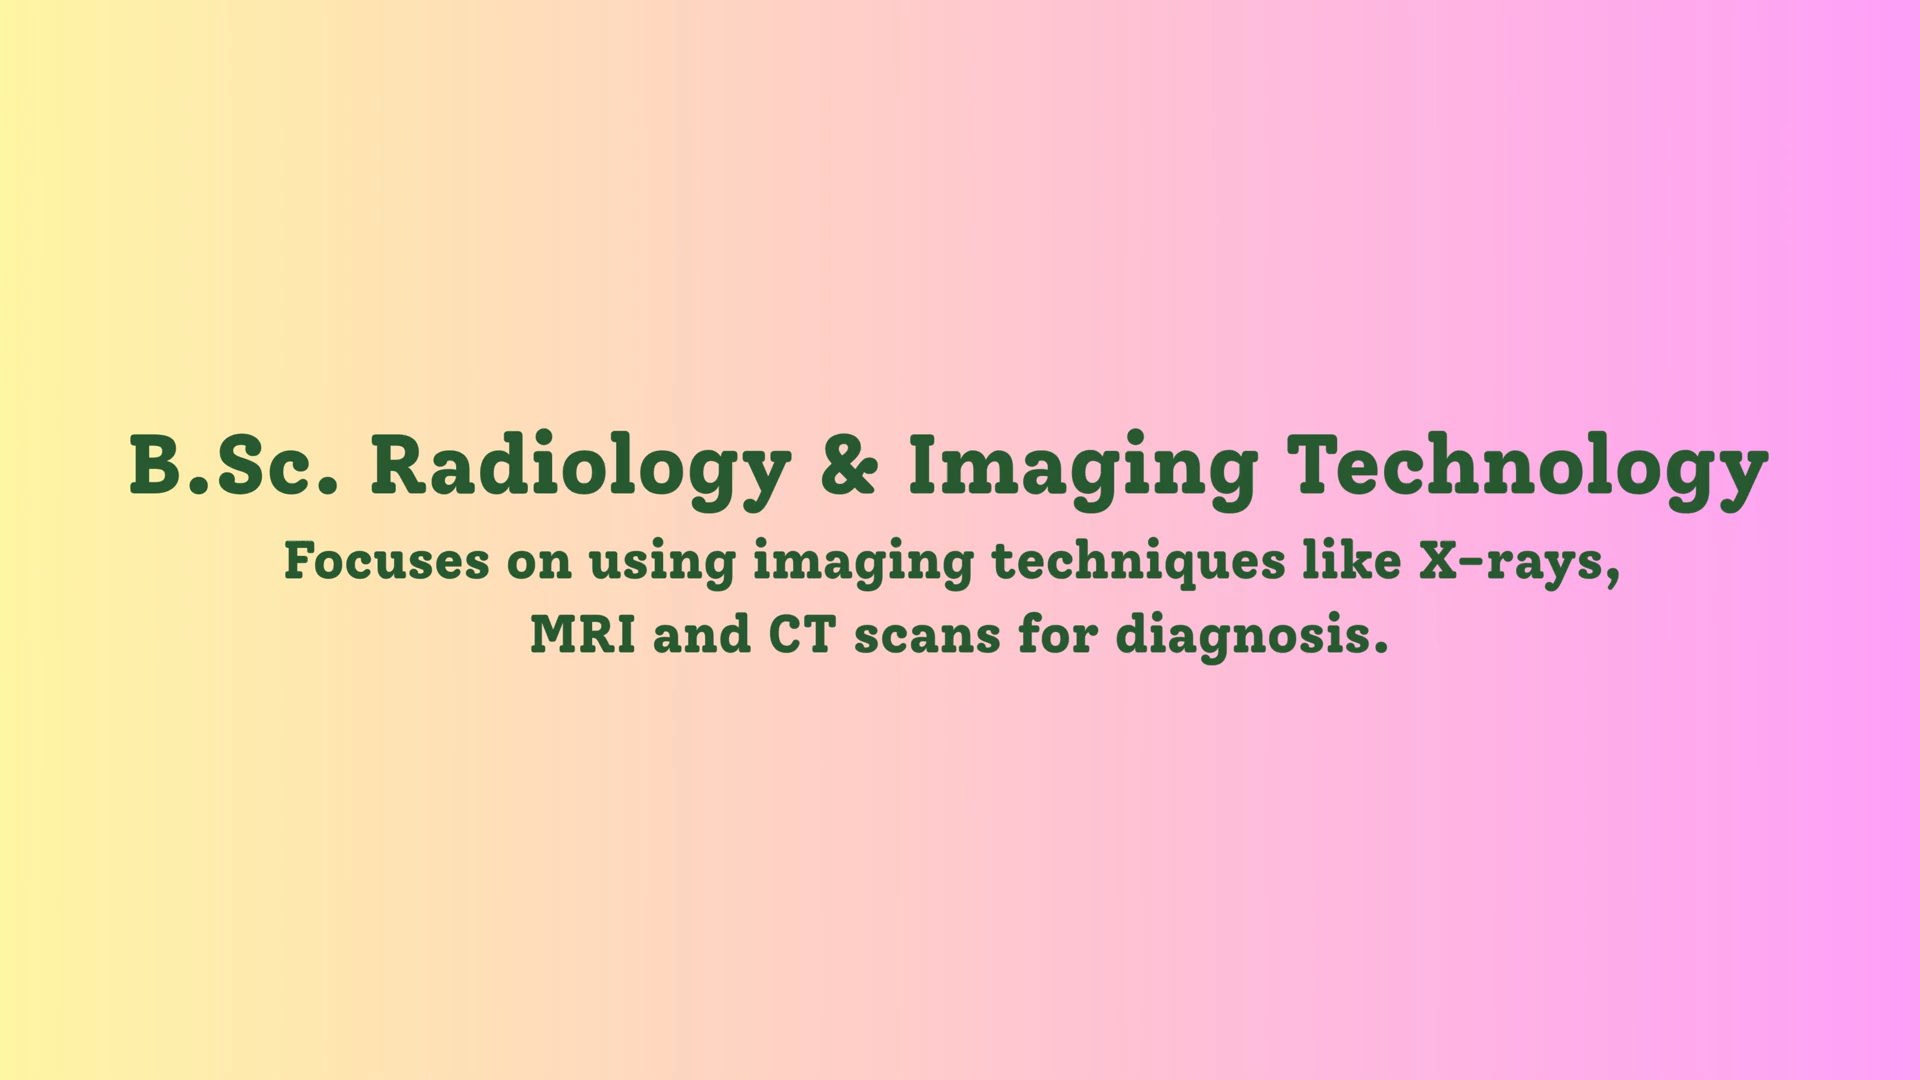 B.Sc. Radiology & Imaging Technology
Focuses on using imaging techniques like X-rays,
MRI and CT scans for diagnosis.